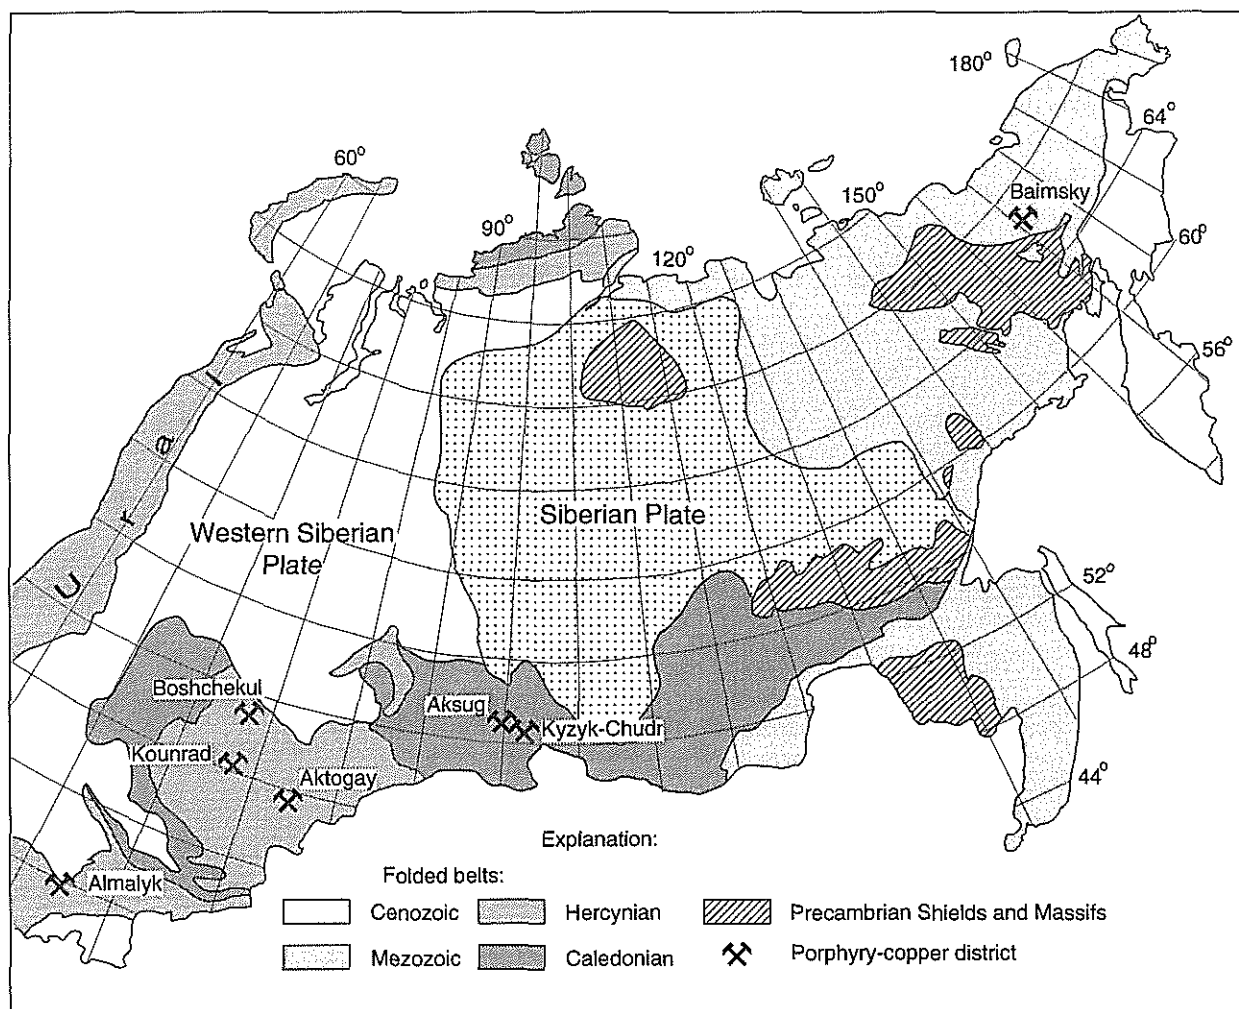 180°
64°
60°
Baimsky
150°
90°
60°
120°
56°
Ural
Siberian Plate
Western Siberian
Plate
52°
48°
Boshchekul
Aksug
Kyzyk-Chudr
Kounrad
Aktogay
44°
Almalyk
Explanation:
Folded belts:
Cenozoic
Hercynian
Precambrian Shields and Massifs
Mezozoic
Caledonian
Porphyry-copper district